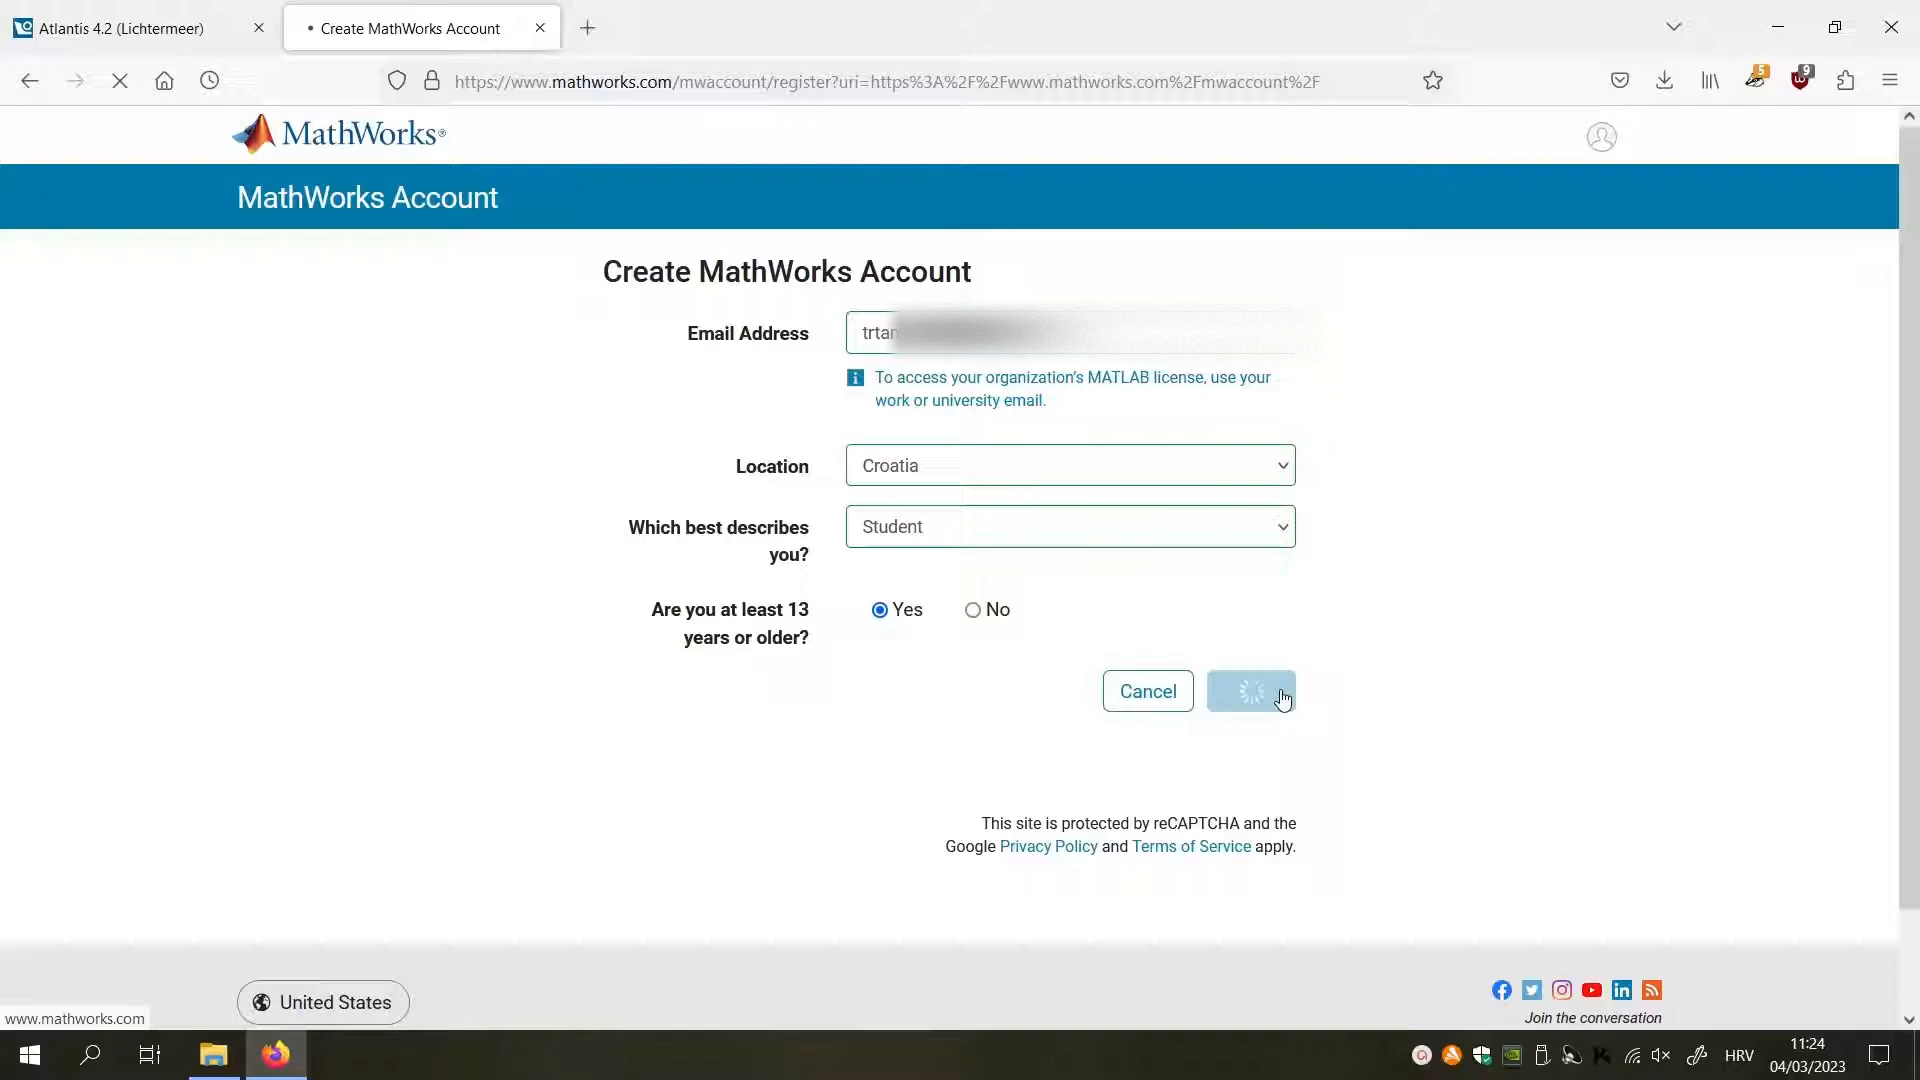 Atlantis 4.2 (Lichtermeer)
Create MathWorks Account
https://www.mathworks.com/mwaccount/register?uri=https%3A%2F%2Fwww.mathworks.com%2Fmwaccount%2F
5
9
MathWorks®
MathWorks Account
Create MathWorks Account
Email Address
To access your organization's MATLAB license, use your
work or university email.
Location
Croatia
Which best describes
you?
Student
Are you at least 13
years or older?
Yes
No
Cancel
This site is protected by reCAPTCHA and the
Google Privacy Policy and Terms of Service apply.
United States
Join the conversation
www.mathworks.com
HRV
11:24
04/03/2023